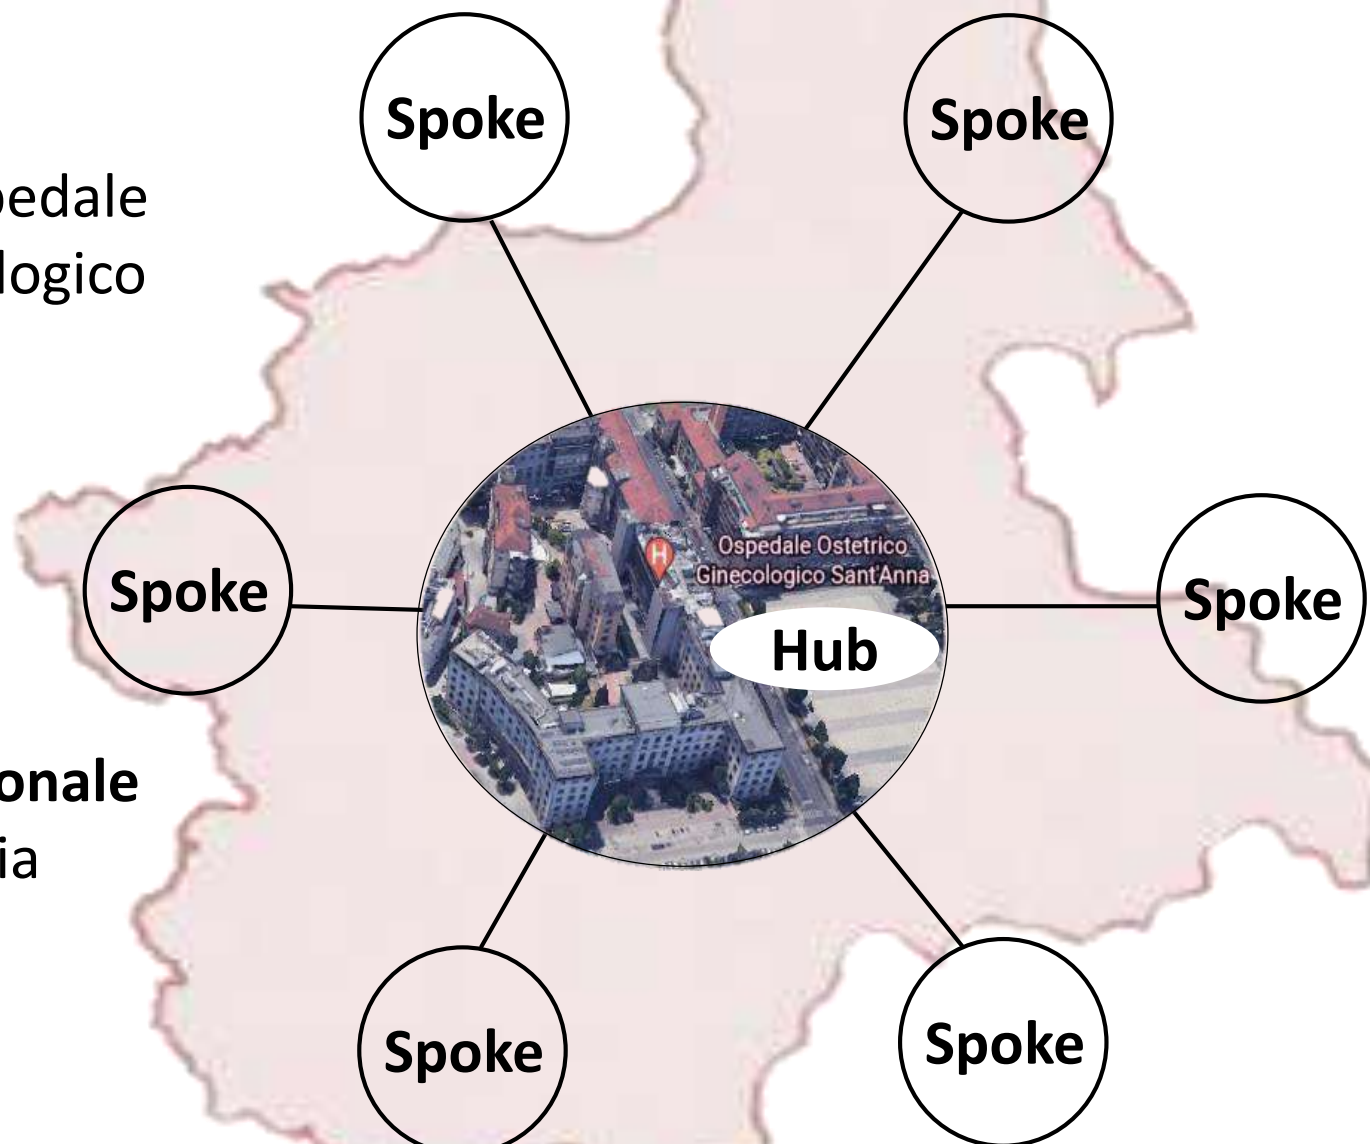 Spoke
Spoke
pedale
logico
Ospedale Ostetrico
Ginecologico Sant'Anna
H
Spoke
Spoke
Hub
onale
ia
Spoke
Spoke